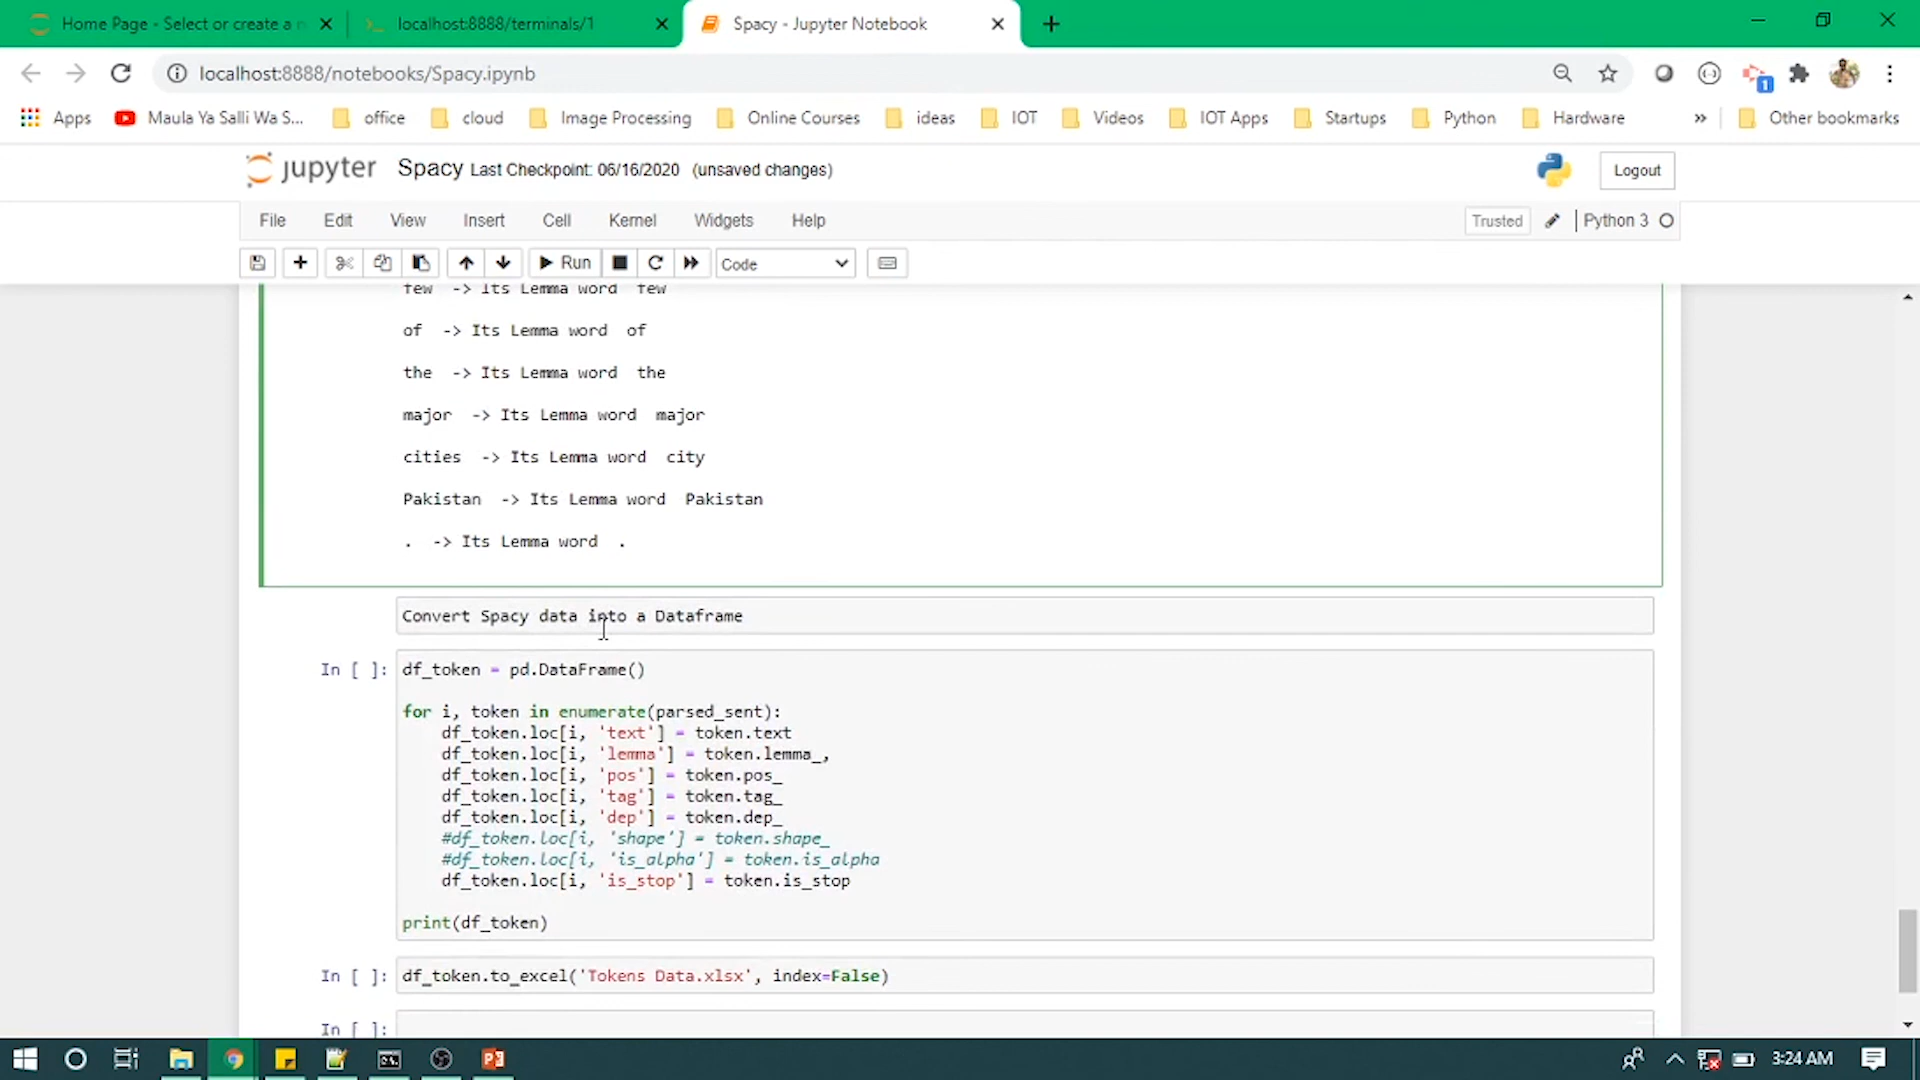 Home Page - Select or create a n
localhost:8888/terminals/1
Spacy - Jupyter Notebook
localhost:8888/notebooks/Spacy.ipynb
1
Apps
Maula Ya Salli Wa S...
office
cloud
Image Processing
Online Courses
ideas
IOT
Videos
IOT Apps
Startups
Python
Hardware
»
Other bookmarks
jupyter Spacy Last Checkpoint: 06/16/2020 (unsaved changes)
Logout
File Edit View Insert Cell Kernel Widgets Help
Trusted
Python 3
Run
Code
few -> Its Lemma word few
of -> Its Lemma word of
the -> Its Lemma word the
major -> Its Lemma word major
cities -> Its Lemma word city
Pakistan -> Its Lemma word Pakistan
. -> Its Lemma word .
Convert Spacy data into a Dataframe
In [ ]: df_token = pd.DataFrame()
for i, token in enumerate(parsed_sent):
df_token.loc[i, 'text'] = token.text
df_token.loc[i, 'lemma'] = token.lemma_,
df_token.loc[i, 'pos'] = token.pos_
df_token.loc[i, 'tag'] = token.tag_
df_token.loc[i, 'dep'] = token.dep_
#df_token.loc[i, 'shape'] = token.shape_
#df_token.loc[i, 'is_alpha'] = token.is_alpha
df_token.loc[i, 'is_stop'] = token.is_stop
print(df_token)
In [ ]: df_token.to_excel('Tokens Data.xlsx', index=False)
In [ ]:
3:24 AM